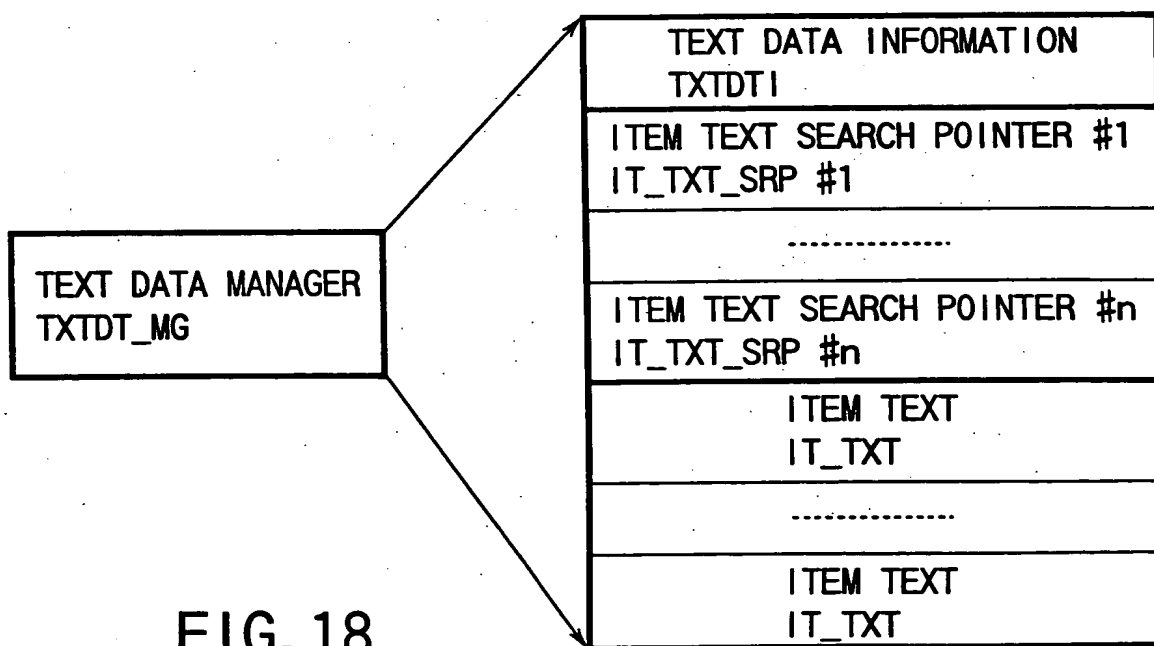 TEXT DATA MANAGER
TXTDT_MG
TEXT DATA INFORMATION
TXTDTI
ITEM TEXT SEARCH POINTER #1
IT_TXT_SRP #1
...............
ITEM TEXT SEARCH POINTER #n
IT_TXT_SRP #n
ITEM TEXT
IT_TXT
...............
ITEM TEXT
IT_TXT
FIG. 18